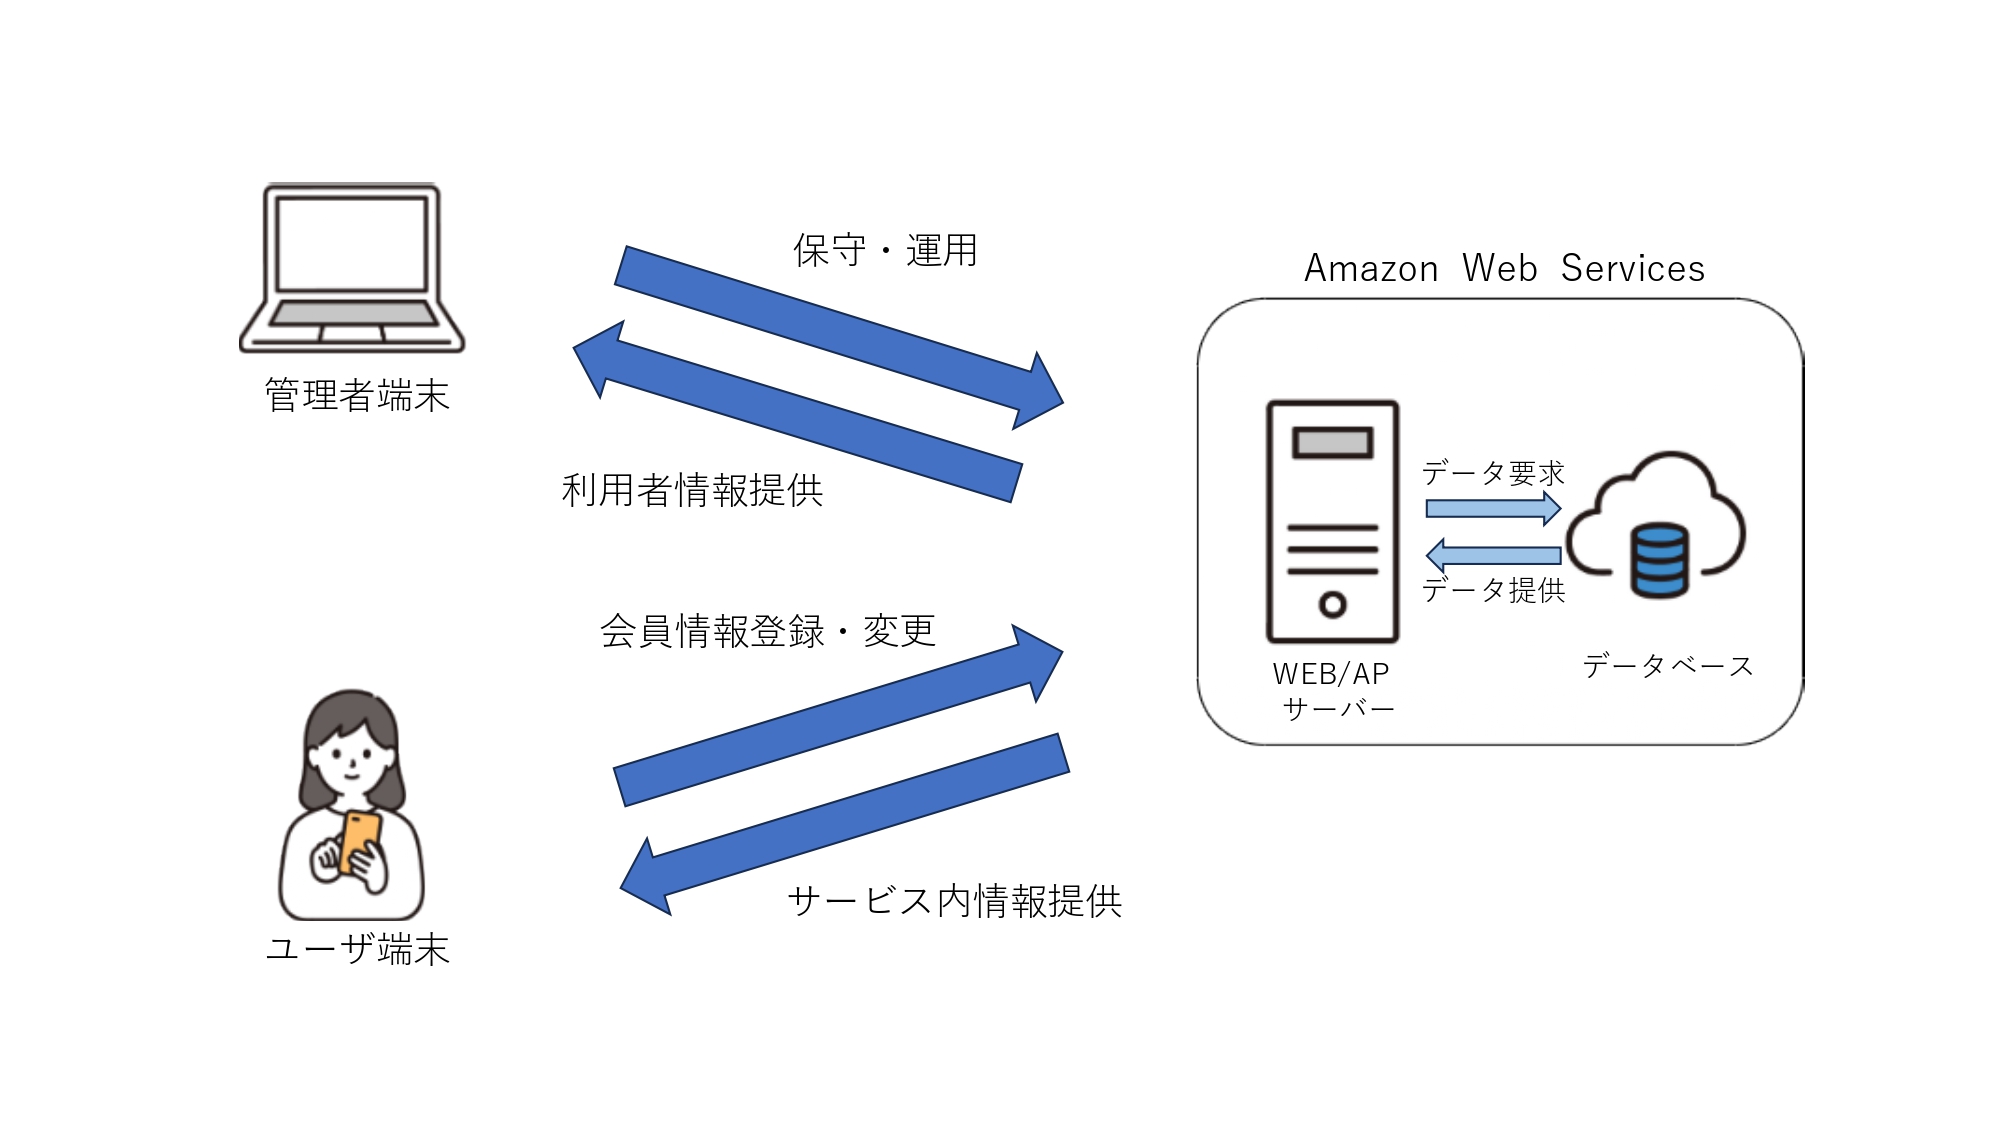 保守・運用
Amazon Web Services
管理者端末
利用者情報提供
データ要求
データ提供
会員情報登録・変更
WEB/AP
サーバー
データベース
サービス内情報提供
ユーザ端末